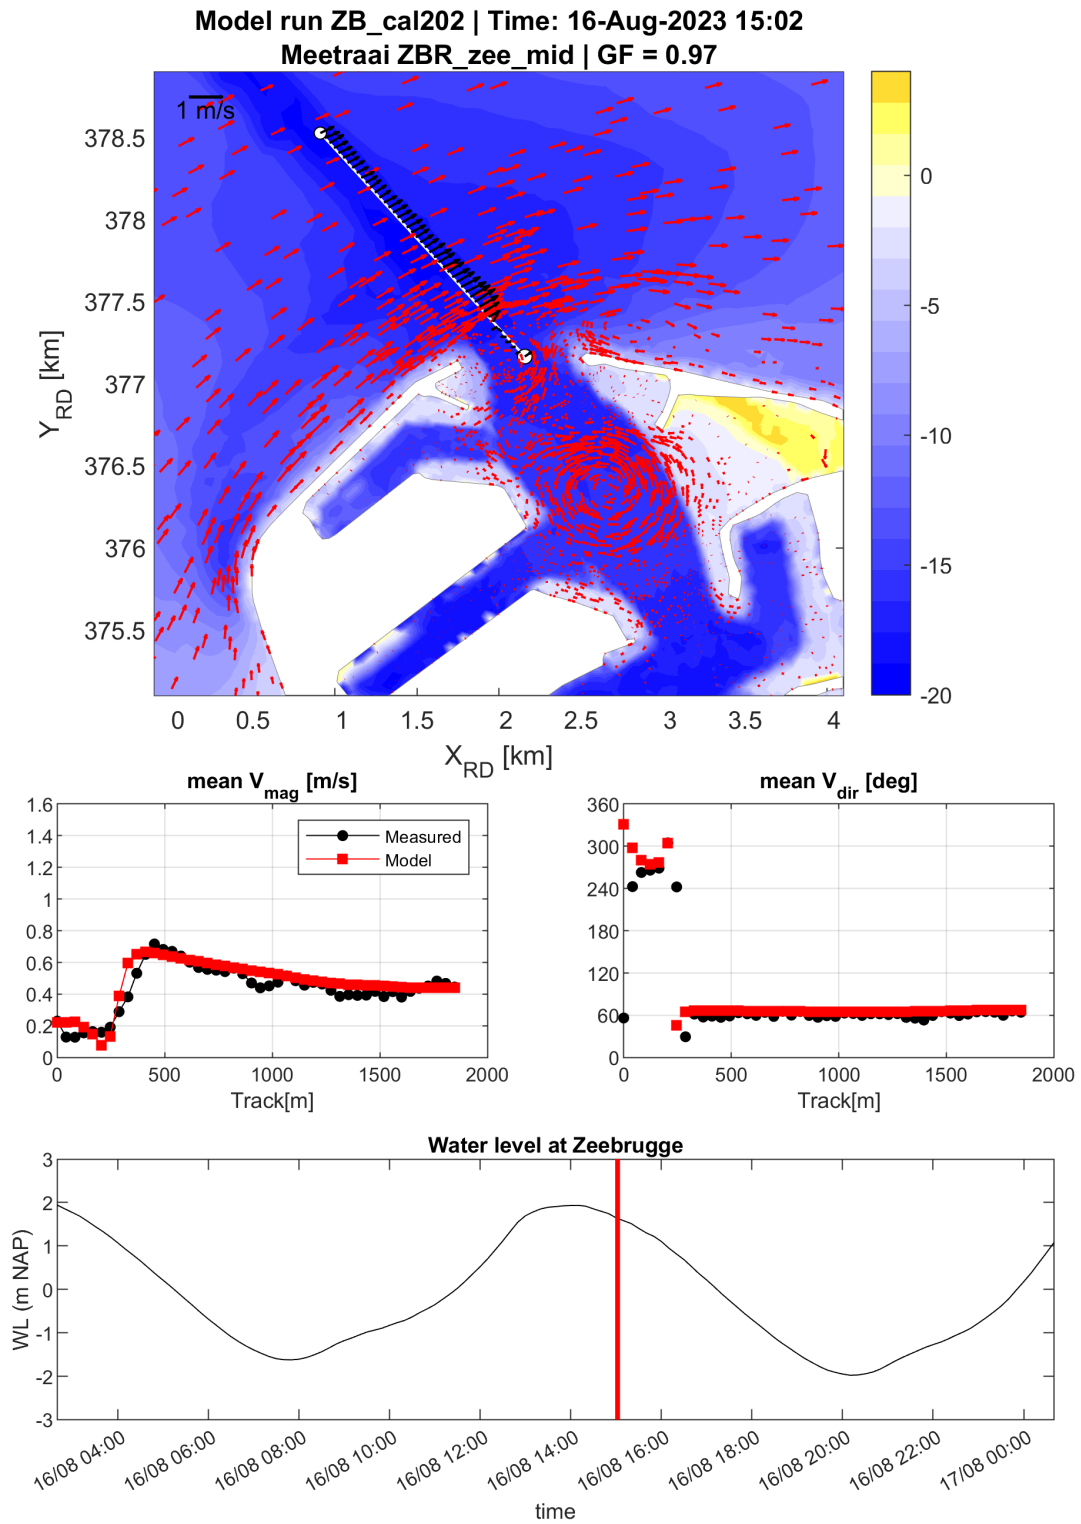 Model run ZB_cal202 | Time: 16-Aug-2023 15:02
Meetraai ZBR_zee_mid | GF = 0.97
1 m/s
378.5
378
377.5
377
376.5
376
375.5
Y_RD [km]
0 0.5 1 1.5 2 2.5 3 3.5 4
X_RD [km]
0
-5
-10
-15
-20
mean V_mag [m/s]
1.6
1.4
1.2
1
0.8
0.6
0.4
0.2
0
Measured
Model
0 500 1000 1500 2000
Track[m]
mean V_dir [deg]
360
300
240
180
120
60
0
0 500 1000 1500 2000
Track[m]
Water level at Zeebrugge
3
2
1
0
-1
-2
-3
WL (m NAP)
16/08 04:00 16/08 06:00 16/08 08:00 16/08 10:00 16/08 12:00 16/08 14:00 16/08 16:00 16/08 18:00 16/08 20:00 16/08 22:00 17/08 00:00
time